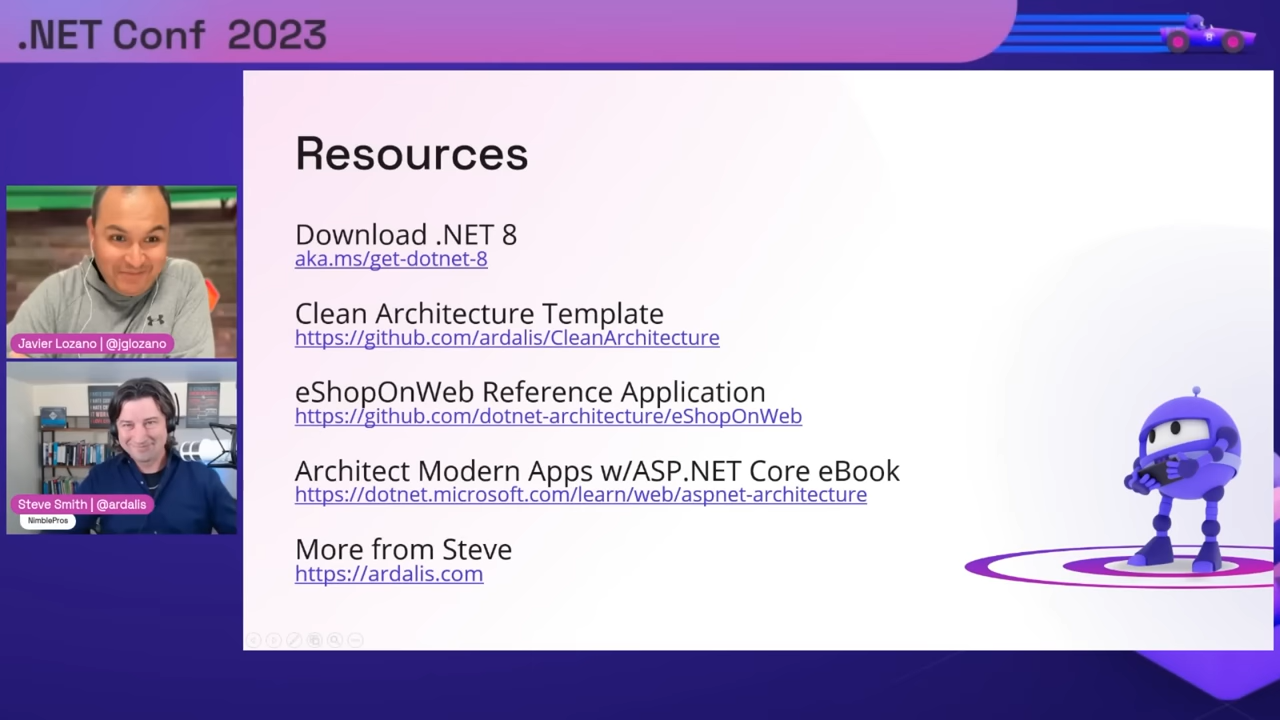 .NET Conf 2023
Resources
Download .NET 8
aka.ms/get-dotnet-8
Clean Architecture Template
https://github.com/ardalis/CleanArchitecture
eShopOnWeb Reference Application
https://github.com/dotnet-architecture/eShopOnWeb
Architect Modern Apps w/ASP.NET Core eBook
https://dotnet.microsoft.com/learn/web/aspnet-architecture
More from Steve
https://ardalis.com
Javier Lozano | @jglozano
Steve Smith | @ardalis
NimblePros